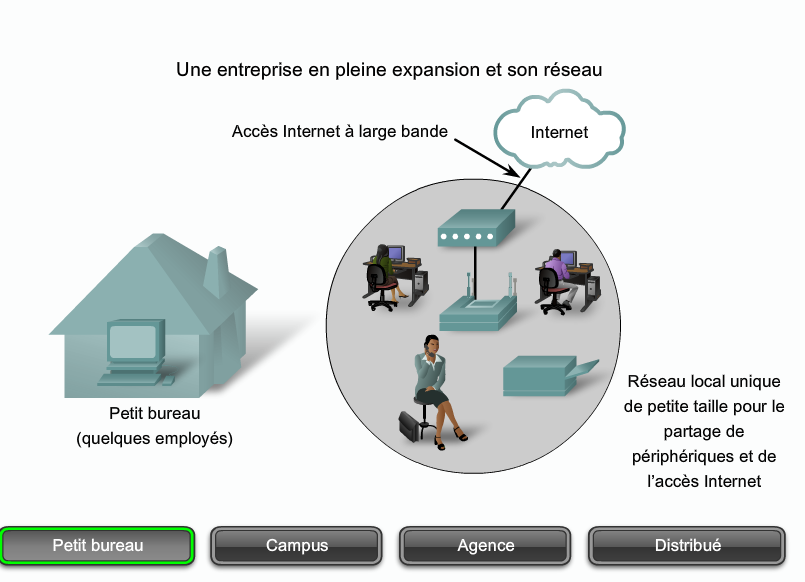 Une entreprise en pleine expansion et son réseau
Accès Internet à large bande
Internet
Petit bureau
(quelques employés)
Réseau local unique
de petite taille pour le
partage de
périphériques et de
l'accès Internet
Petit bureau
Campus
Agence
Distribué